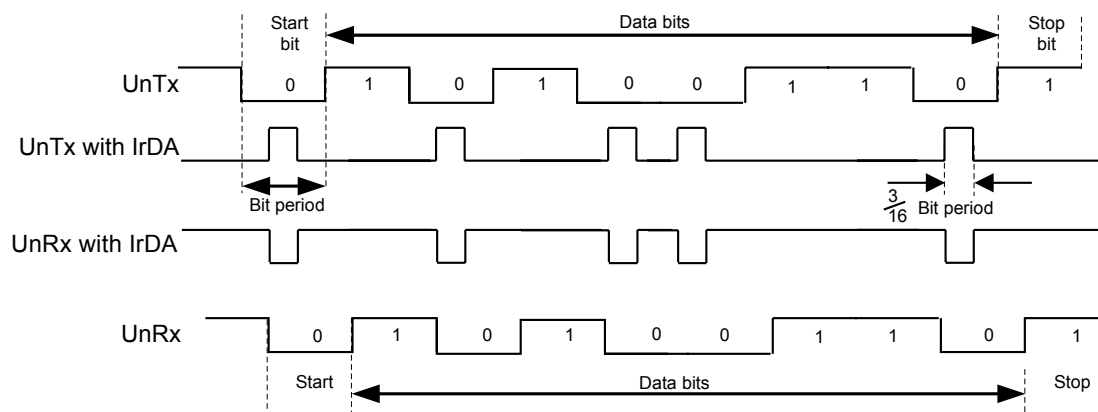 Start
bit
Data bits
Stop
bit
UnTx
0 1 0 1 0 0 1 1 0 1
UnTx with IrDA
Bit period
3/16 Bit period
UnRx with IrDA
UnRx
0 1 0 1 0 0 1 1 0 1
Start
Data bits
Stop